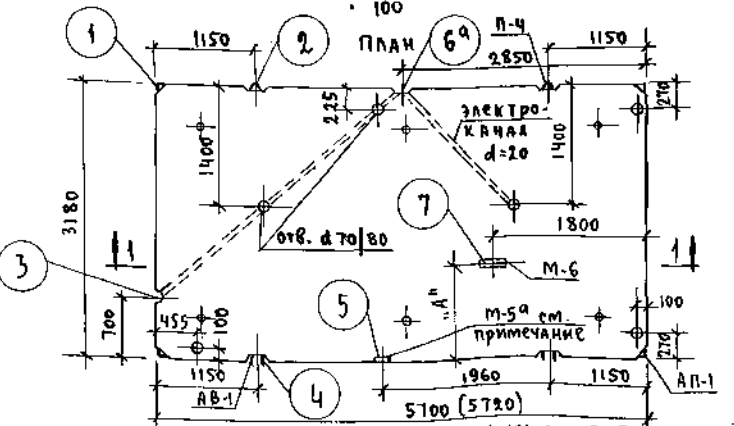 100
1
1150
2
ПЛАН
6а
П-4
1150
2850
225
ЭЛЕКТРО-
КАНАЛ
d=20
270
1400
1400
3180
7
отв. d 70|80
1800
1
1
3
М-6
"А"
5
М-5а см.
примечание
100
700
455
100
270
1150
АВ-1
4
1960
1150
АП-1
5700 (5720)